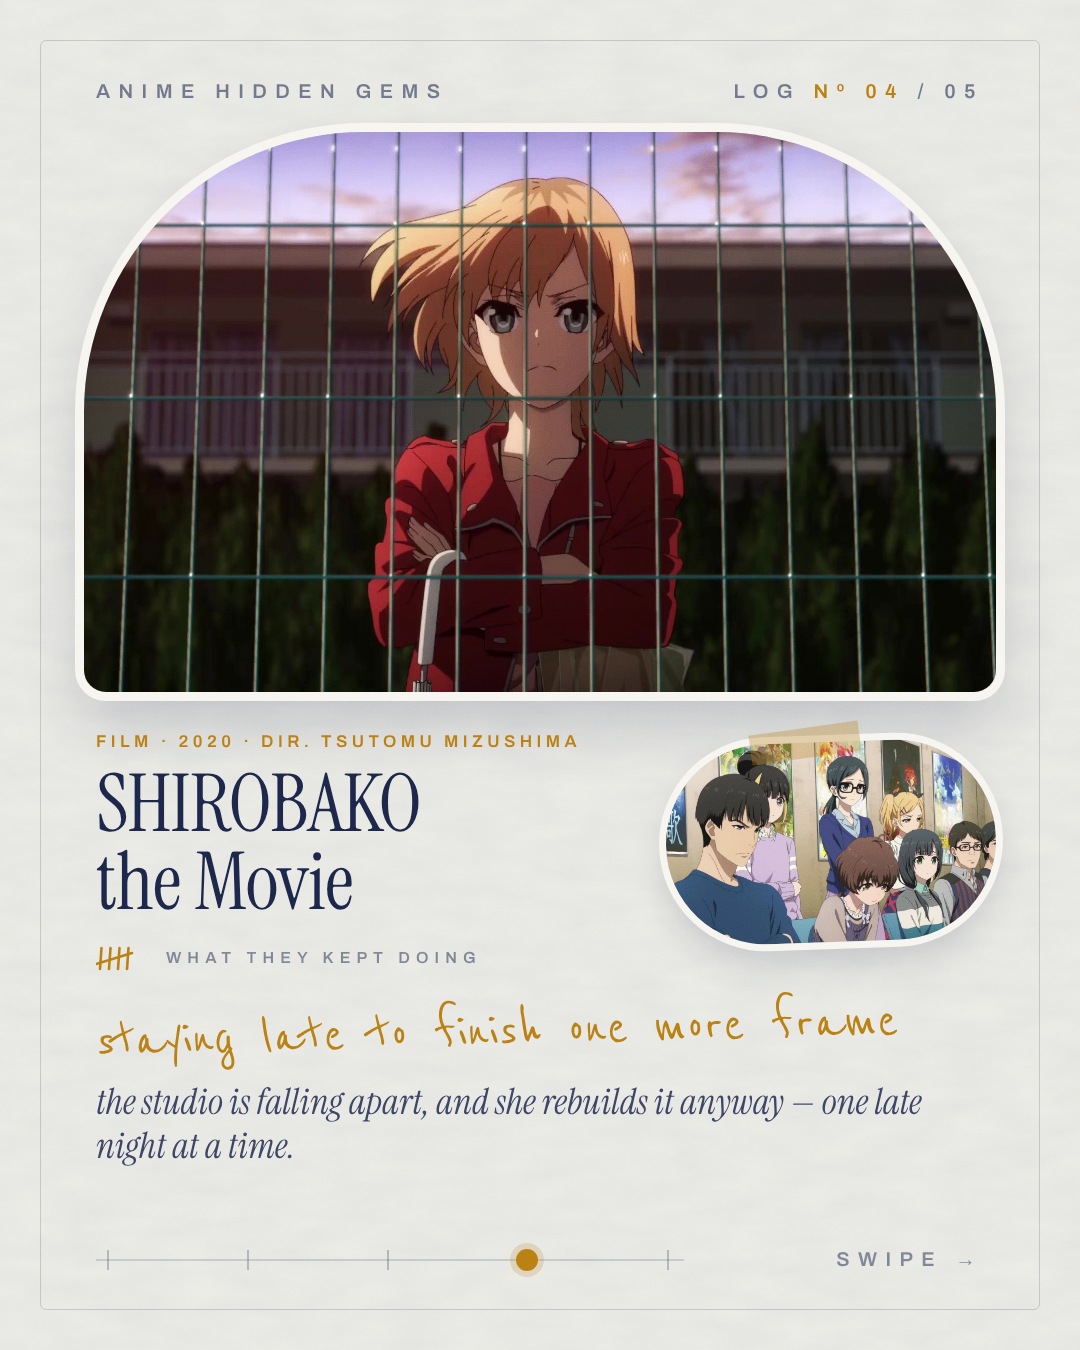 ANIME HIDDEN GEMS
LOG Nº 04 / 05
FILM · 2020 · DIR. TSUTOMU MIZUSHIMA
SHIROBAKO
the Movie
WHAT THEY KEPT DOING
staying late to finish one more frame
the studio is falling apart, and she rebuilds it anyway — one late
night at a time.
歌
SWIPE →